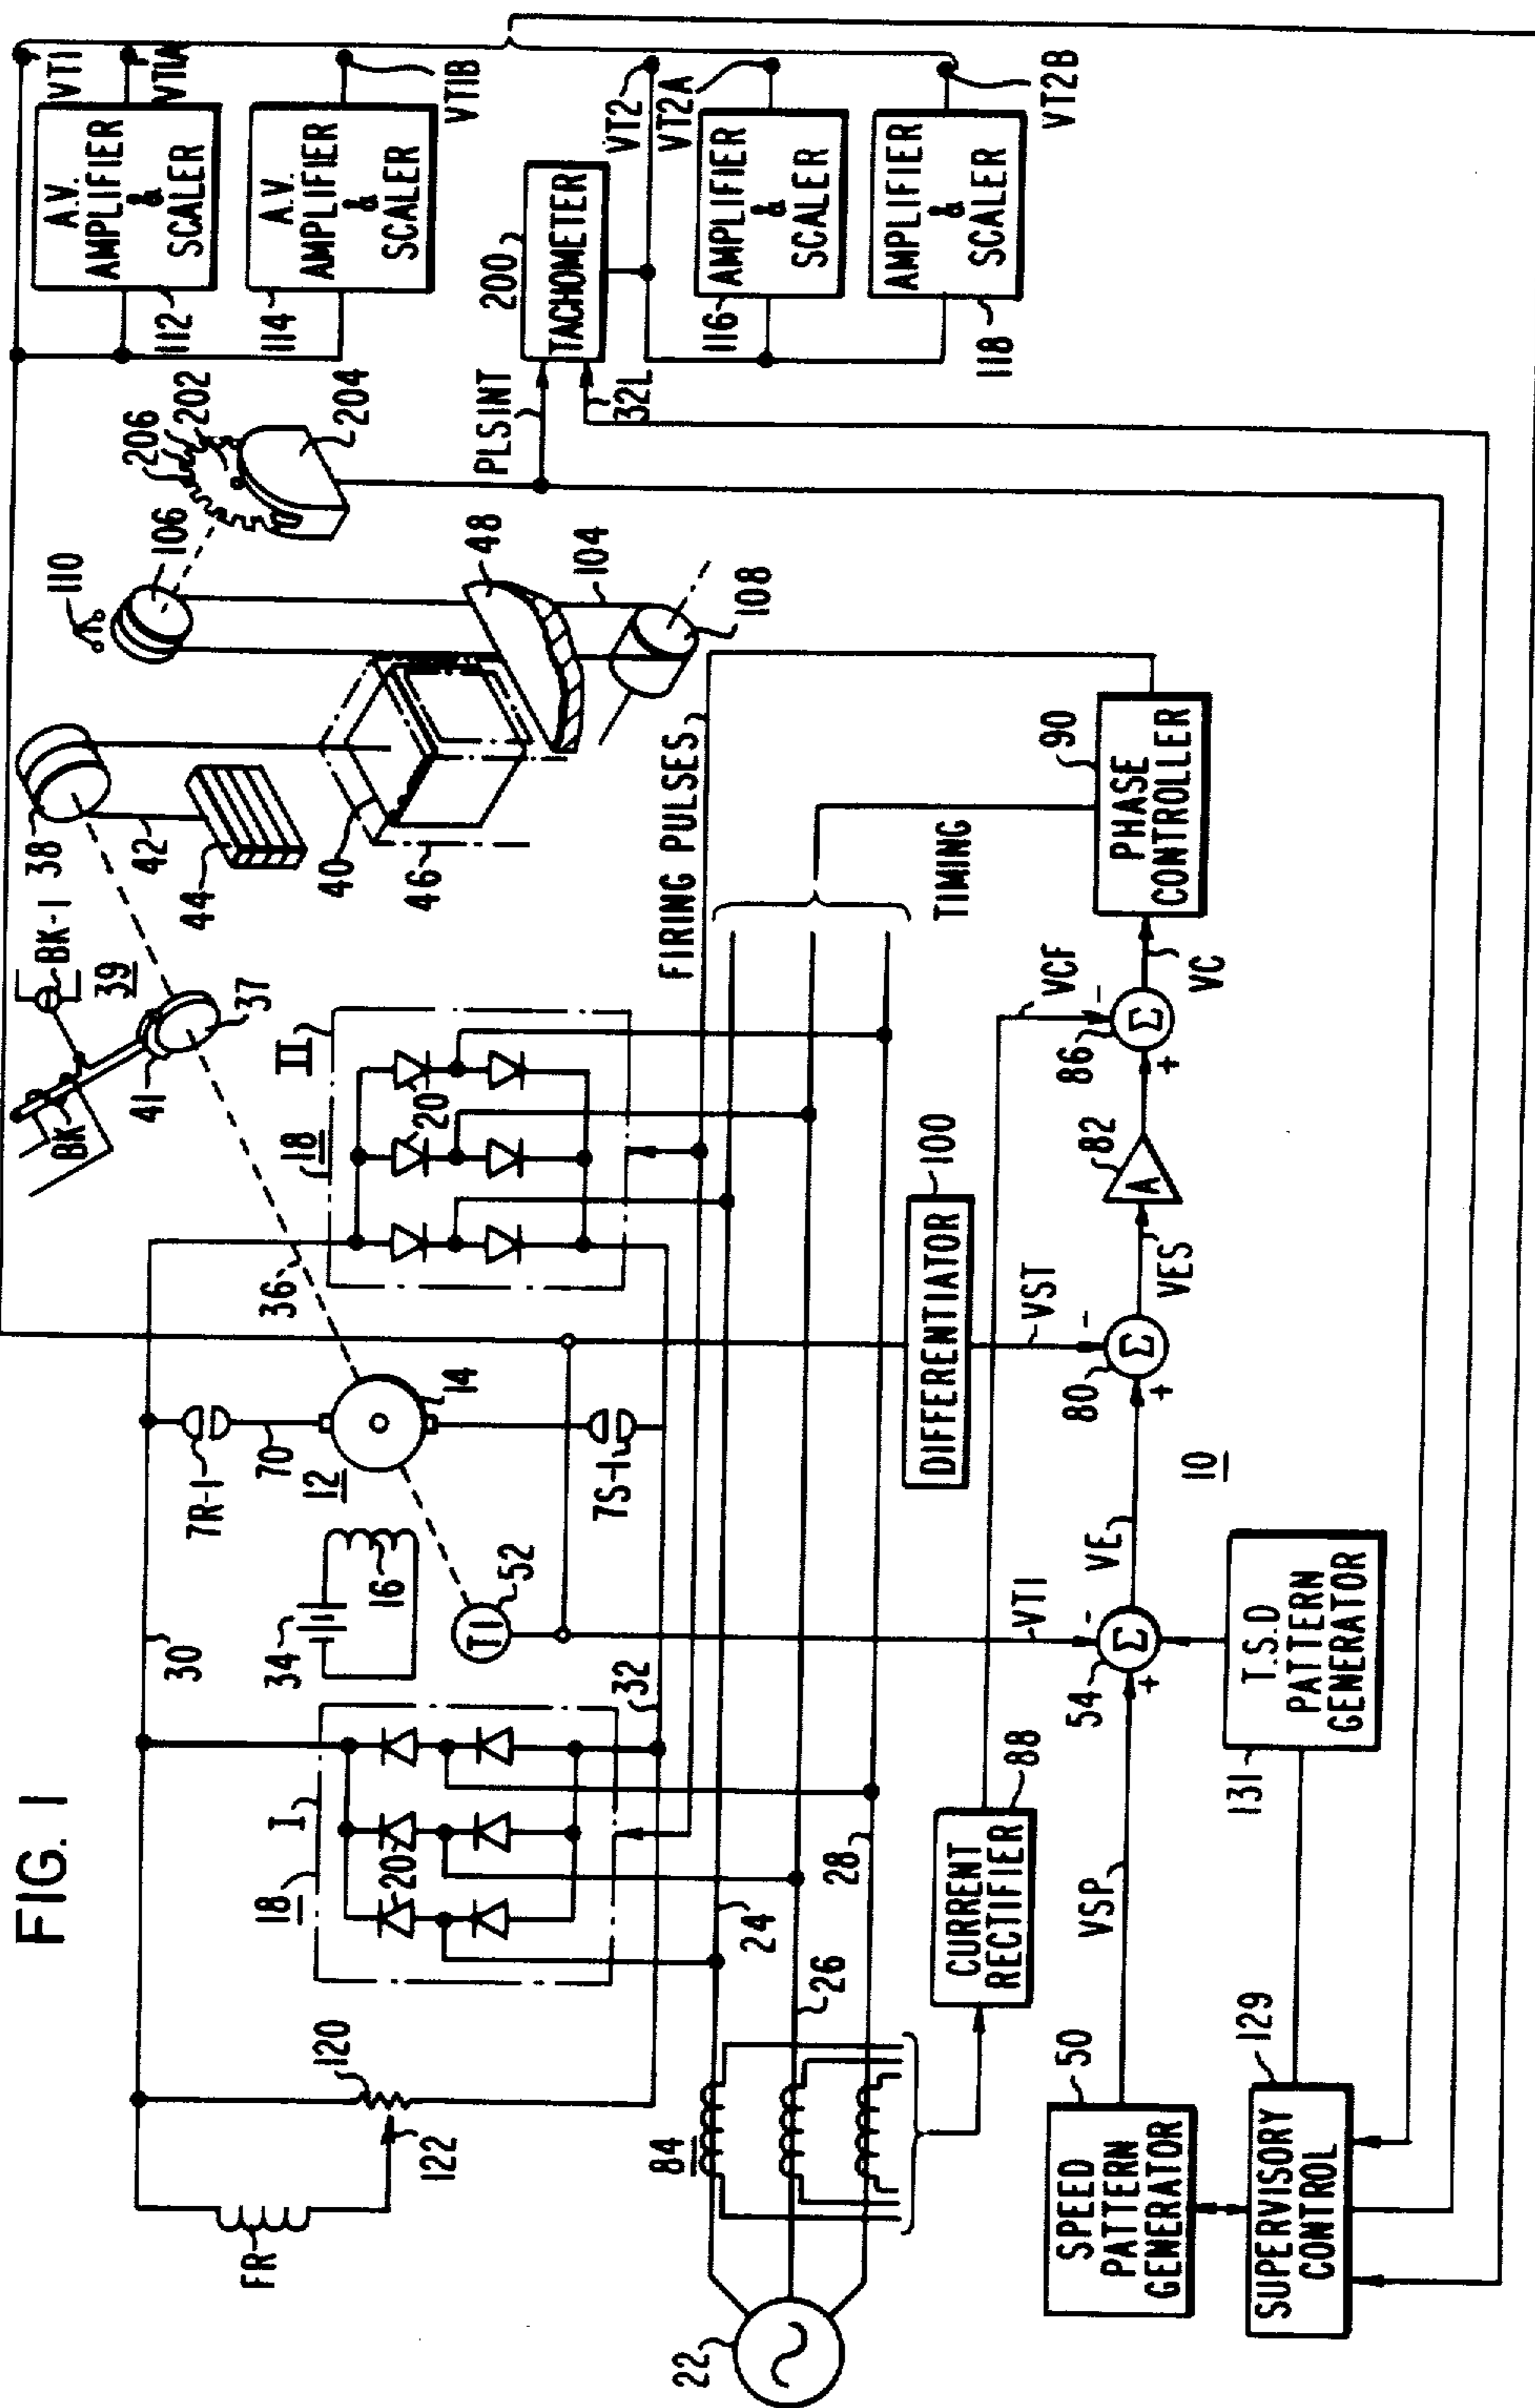 FIG. 1
VT1
VT1A
A.V.
AMPLIFIER
&
SCALER
112
VT1B
A.V.
AMPLIFIER
&
SCALER
114
VT2
VT2A
TACHOMETER
200
AMPLIFIER
&
SCALER
116
VT2B
AMPLIFIER
&
SCALER
118
PLSINT
32L
206
202
204
106
110
48
104
108
38
42
44
40
46
BK-1
39
BK
41
37
36
FIRING PULSES
TIMING
90
PHASE
CONTROLLER
II
18
20
7R-1
70
12
14
7S-1
34
16
T1
52
30
32
I
18
20
120
122
FR
24
26
28
84
22
DIFFERENTIATOR
100
VST
VCF
VC
86
Σ
+
-
82
A
VES
80
Σ
+
-
VE
10
VT1
54
Σ
+
-
T.S.D
PATTERN
GENERATOR
131
CURRENT
RECTIFIER
88
VSP
50
SPEED
PATTERN
GENERATOR
129
SUPERVISORY
CONTROL